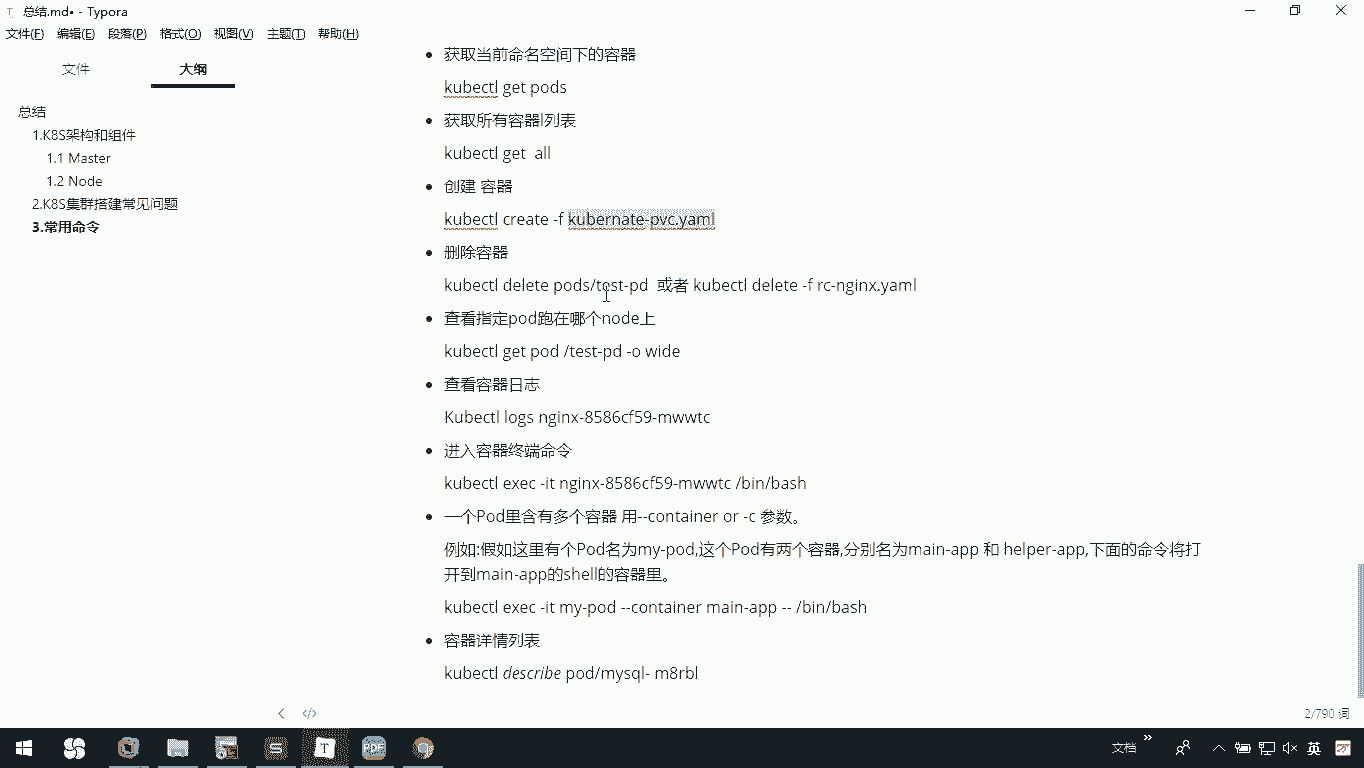 总结.md• - Typora
文件(F) 编辑(E) 段落(P) 格式(O) 视图(V) 主题(T) 帮助(H)
文件 大纲
总结
1.K8S架构和组件
1.1 Master
1.2 Node
2.K8S集群搭建常见问题
3.常用命令
获取当前命名空间下的容器
kubectl get pods
获取所有容器l列表
kubectl get  all
创建 容器
kubectl create -f kubernate-pvc.yaml
删除容器
kubectl delete pods/test-pd  或者 kubectl delete -f rc-nginx.yaml
查看指定pod跑在哪个node上
kubectl get pod /test-pd -o wide
查看容器日志
Kubectl logs nginx-8586cf59-mwwtc
进入容器终端命令
kubectl exec -it nginx-8586cf59-mwwtc /bin/bash
一个Pod里含有多个容器 用--container or -c 参数。
例如:假如这里有个Pod名为my-pod,这个Pod有两个容器,分别名为main-app 和 helper-app,下面的命令将打
开到main-app的shell的容器里。
kubectl exec -it my-pod --container main-app -- /bin/bash
容器详情列表
kubectl describe pod/mysql- m8rbl
2/790 词
T
PDF
文档
英